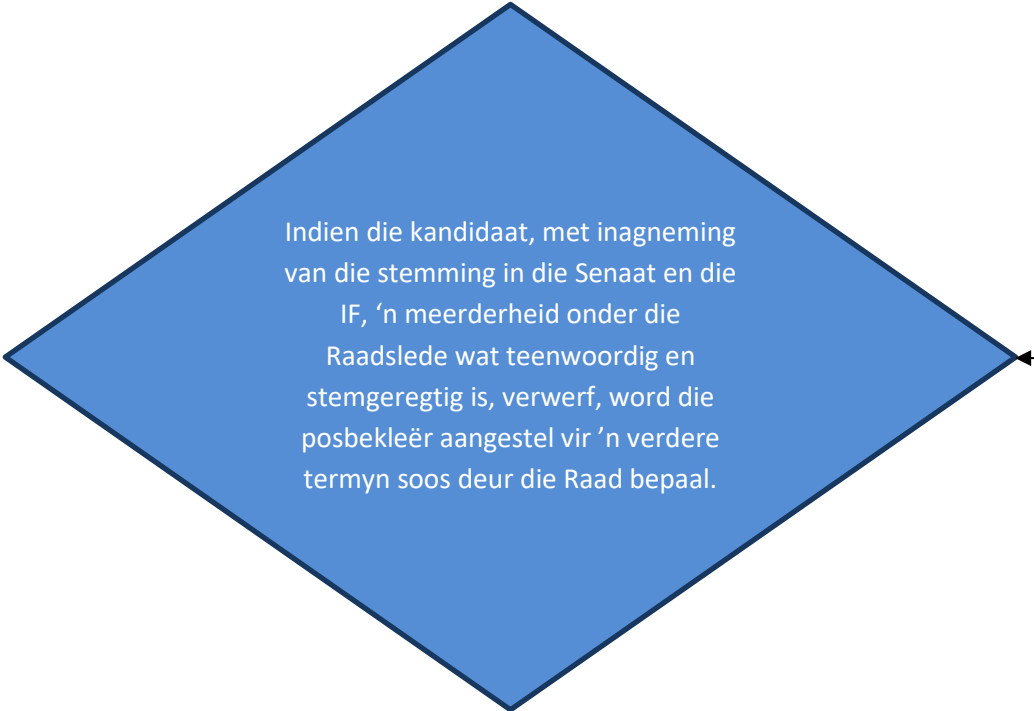 Indien die kandidaat, met inagneming
van die stemming in die Senaat en die
IF, ‘n meerderheid onder die
Raadslede wat teenwoordig en
stemgeregtig is, verwerf, word die
posbekleër aangestel vir ’n verdere
termyn soos deur die Raad bepaal.